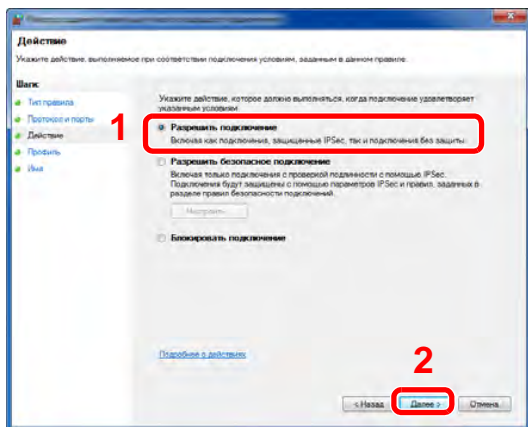 Действие
Укажите действие, выполняемое при соответствии подключения условиям, заданным в данном правиле.
Шаги:
Тип правила
Протокол и порты
Действие
Профиль
Имя
Укажите действие, которое должно выполняться, когда подключение удовлетворяет
указанным условиям.
1
Разрешить подключение
Включая как подключения, защищенные IPSec, так и подключения без защиты.
Разрешить безопасное подключение
Включая только подключения с проверкой подлинности с помощью IPSec.
Подключения будут защищены с помощью параметров IPSec и правил, заданных в
разделе правил безопасности подключений.
Настроить...
Блокировать подключение
Подробнее о действиях
2
< Назад
Далее >
Отмена